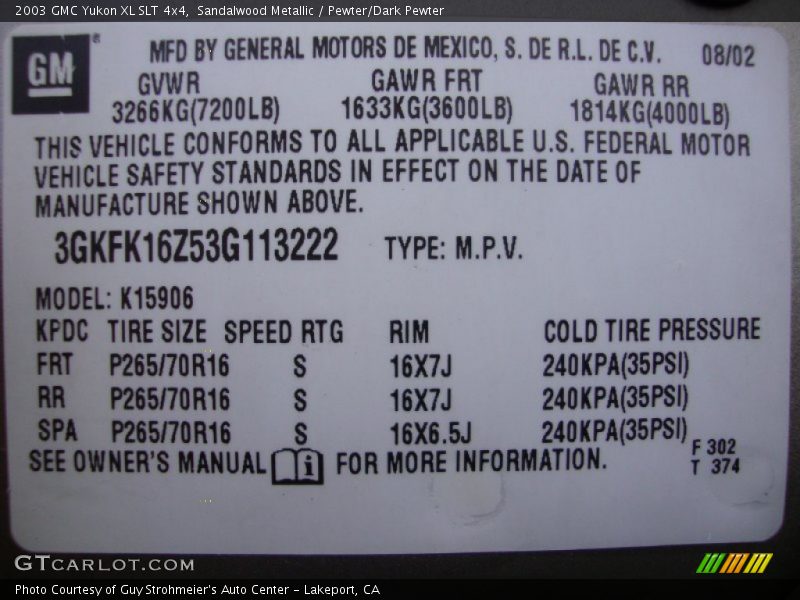 2003 GMC Yukon XL SLT 4x4,  Sandalwood Metallic / Pewter/Dark Pewter
GM ® MFD BY GENERAL MOTORS DE MEXICO, S. DE R.L. DE C.V. 08/02
GVWR GAWR FRT GAWR RR
3266KG(7200LB) 1633KG(3600LB) 1814KG(4000LB)
THIS VEHICLE CONFORMS TO ALL APPLICABLE U.S. FEDERAL MOTOR
VEHICLE SAFETY STANDARDS IN EFFECT ON THE DATE OF
MANUFACTURE SHOWN ABOVE.
3GKFK16Z53G113222 TYPE: M.P.V.
MODEL: K15906
KPDC TIRE SIZE SPEED RTG RIM COLD TIRE PRESSURE
FRT P265/70R16 S 16X7J 240KPA(35PSI)
RR P265/70R16 S 16X7J 240KPA(35PSI)
SPA P265/70R16 S 16X6.5J 240KPA(35PSI)
SEE OWNER'S MANUAL i FOR MORE INFORMATION. F 302
T 374
GTCARLOT.COM
Photo Courtesy of Guy Strohmeier's Auto Center - Lakeport, CA